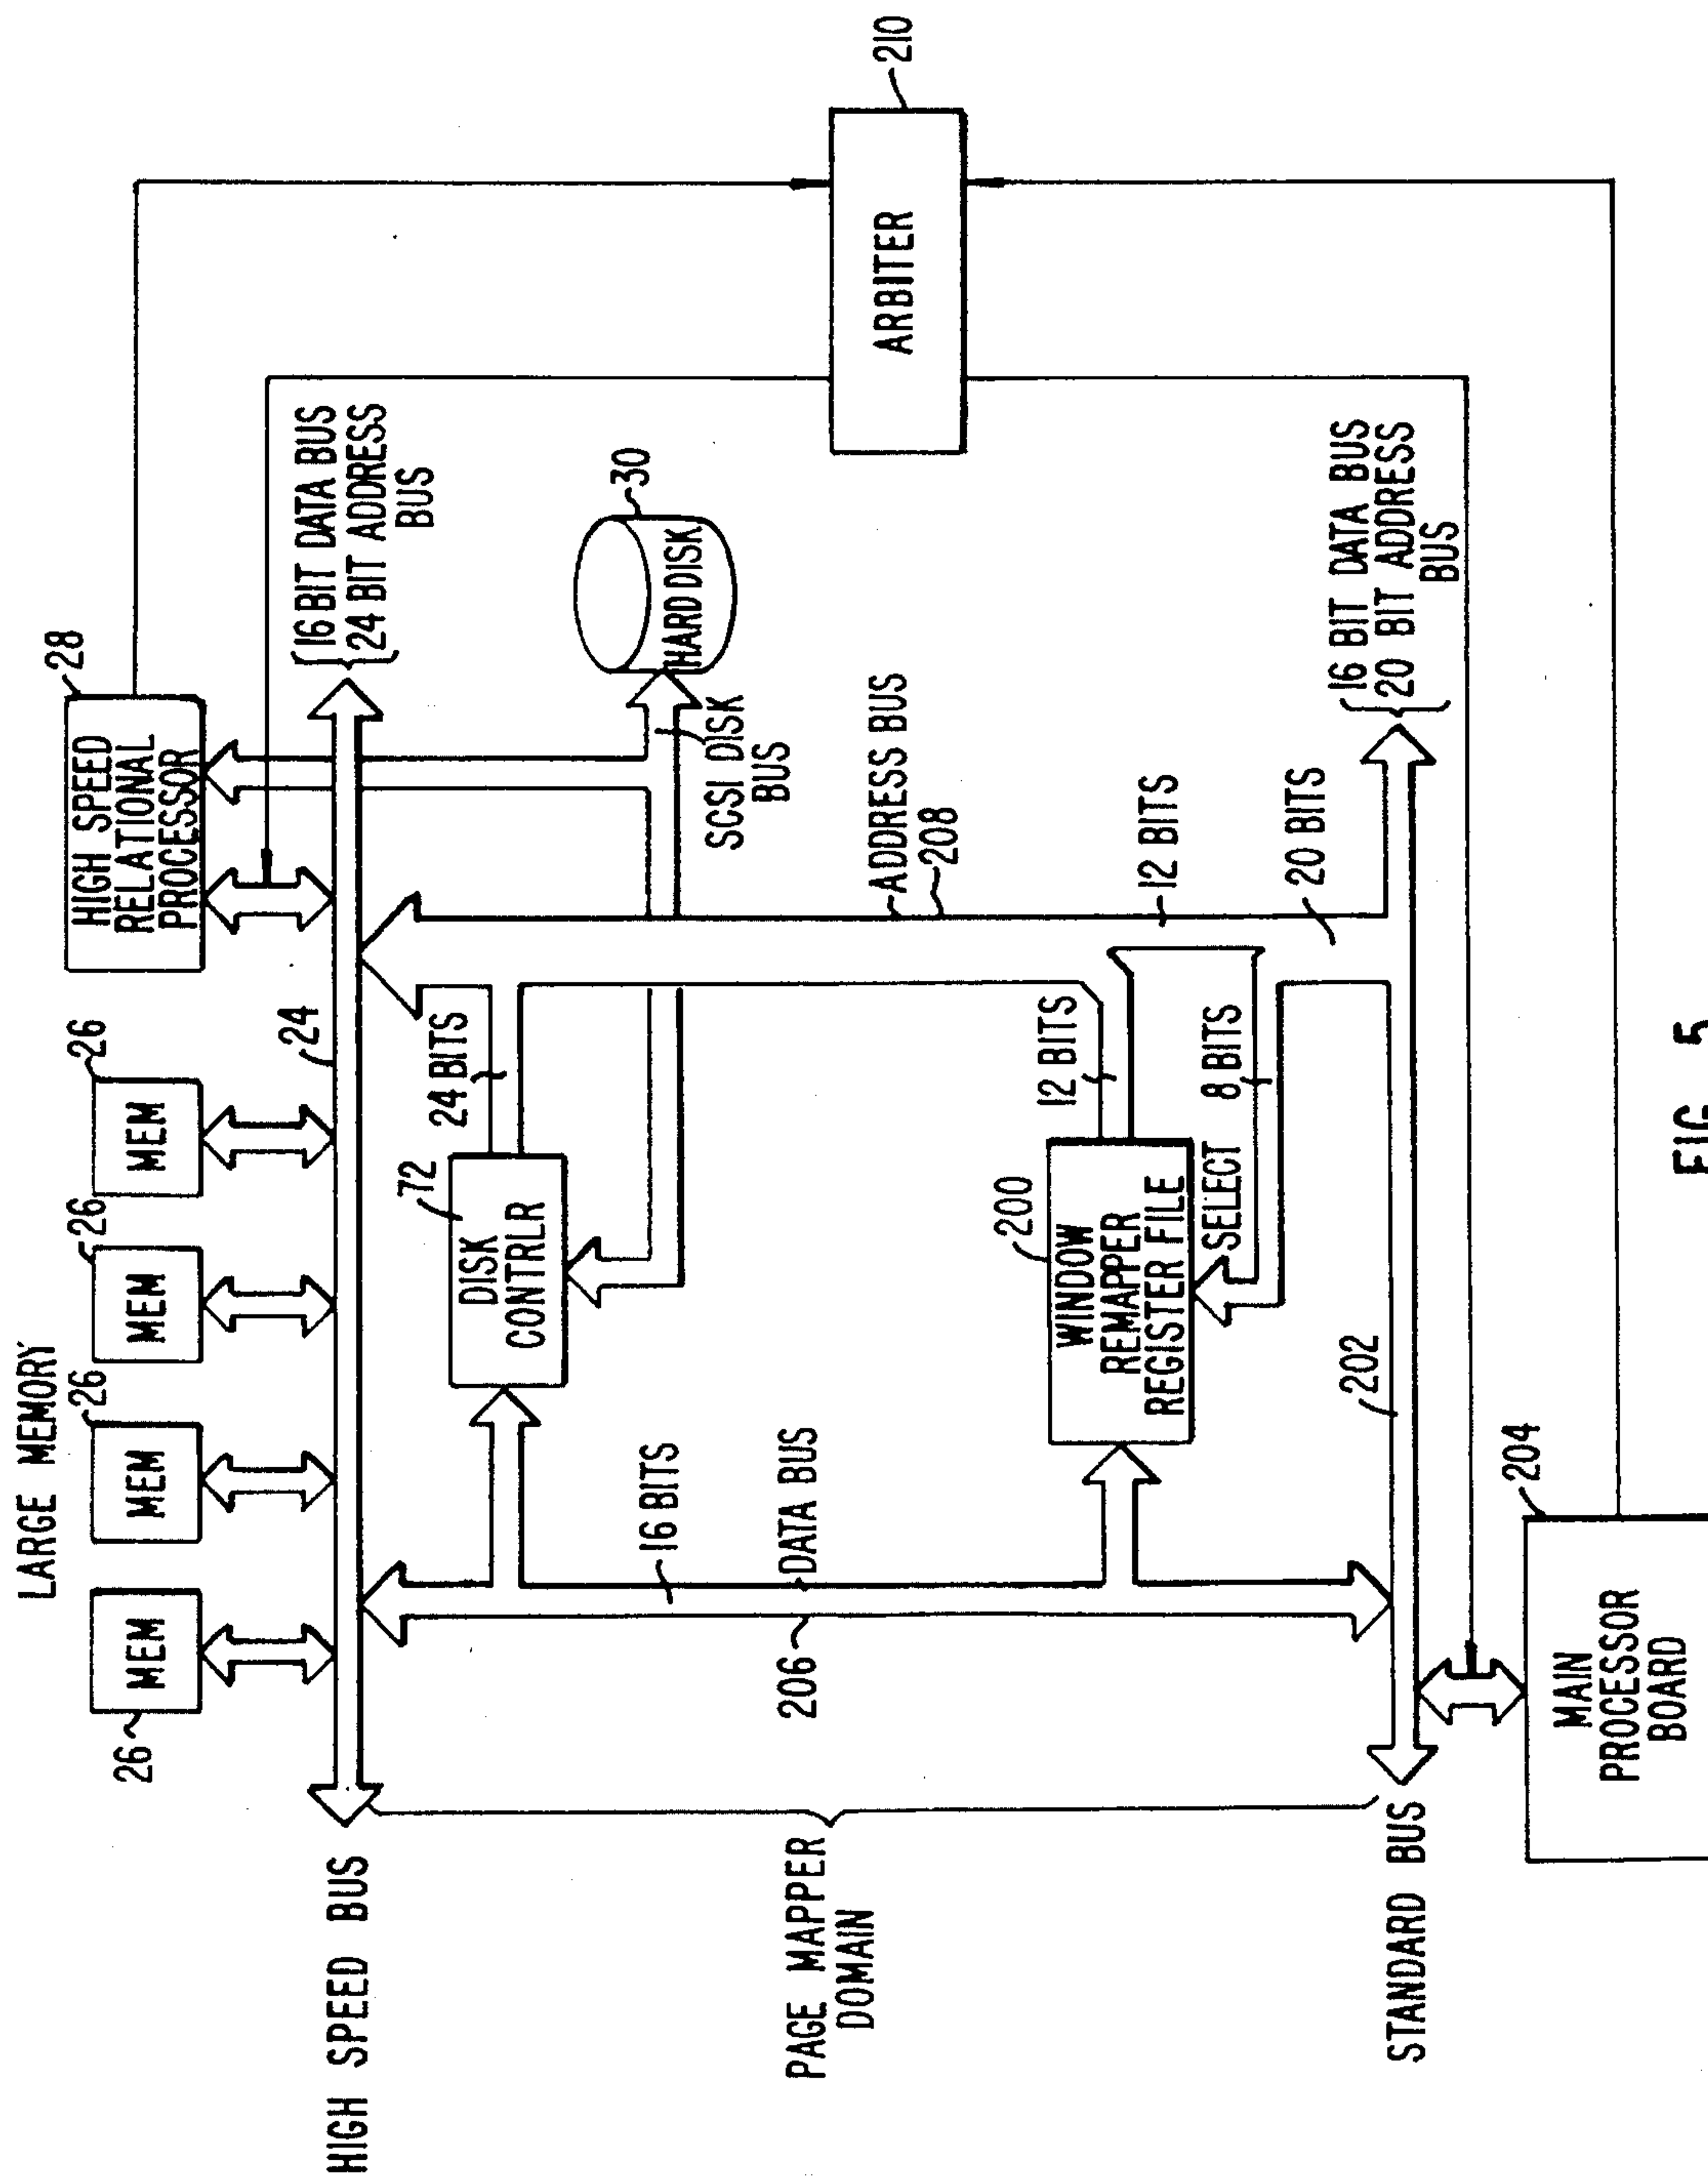 LARGE MEMORY
26
MEM
26
MEM
26
MEM
26
MEM
28
HIGH SPEED
RELATIONAL
PROCESSOR
HIGH SPEED BUS
24
16 BIT DATA BUS
24 BIT ADDRESS
BUS
72
DISK
CONTRLR
24 BITS
30
HARD DISK
SCSI DISK
BUS
16 BITS
DATA BUS
206
ADDRESS BUS
208
PAGE MAPPER
DOMAIN
ARBITER
210
200
WINDOW
REMAPPER
REGISTER FILE
12 BITS
12 BITS
SELECT
8 BITS
20 BITS
STANDARD BUS
202
16 BIT DATA BUS
20 BIT ADDRESS
BUS
204
MAIN
PROCESSOR
BOARD
FIG. 5